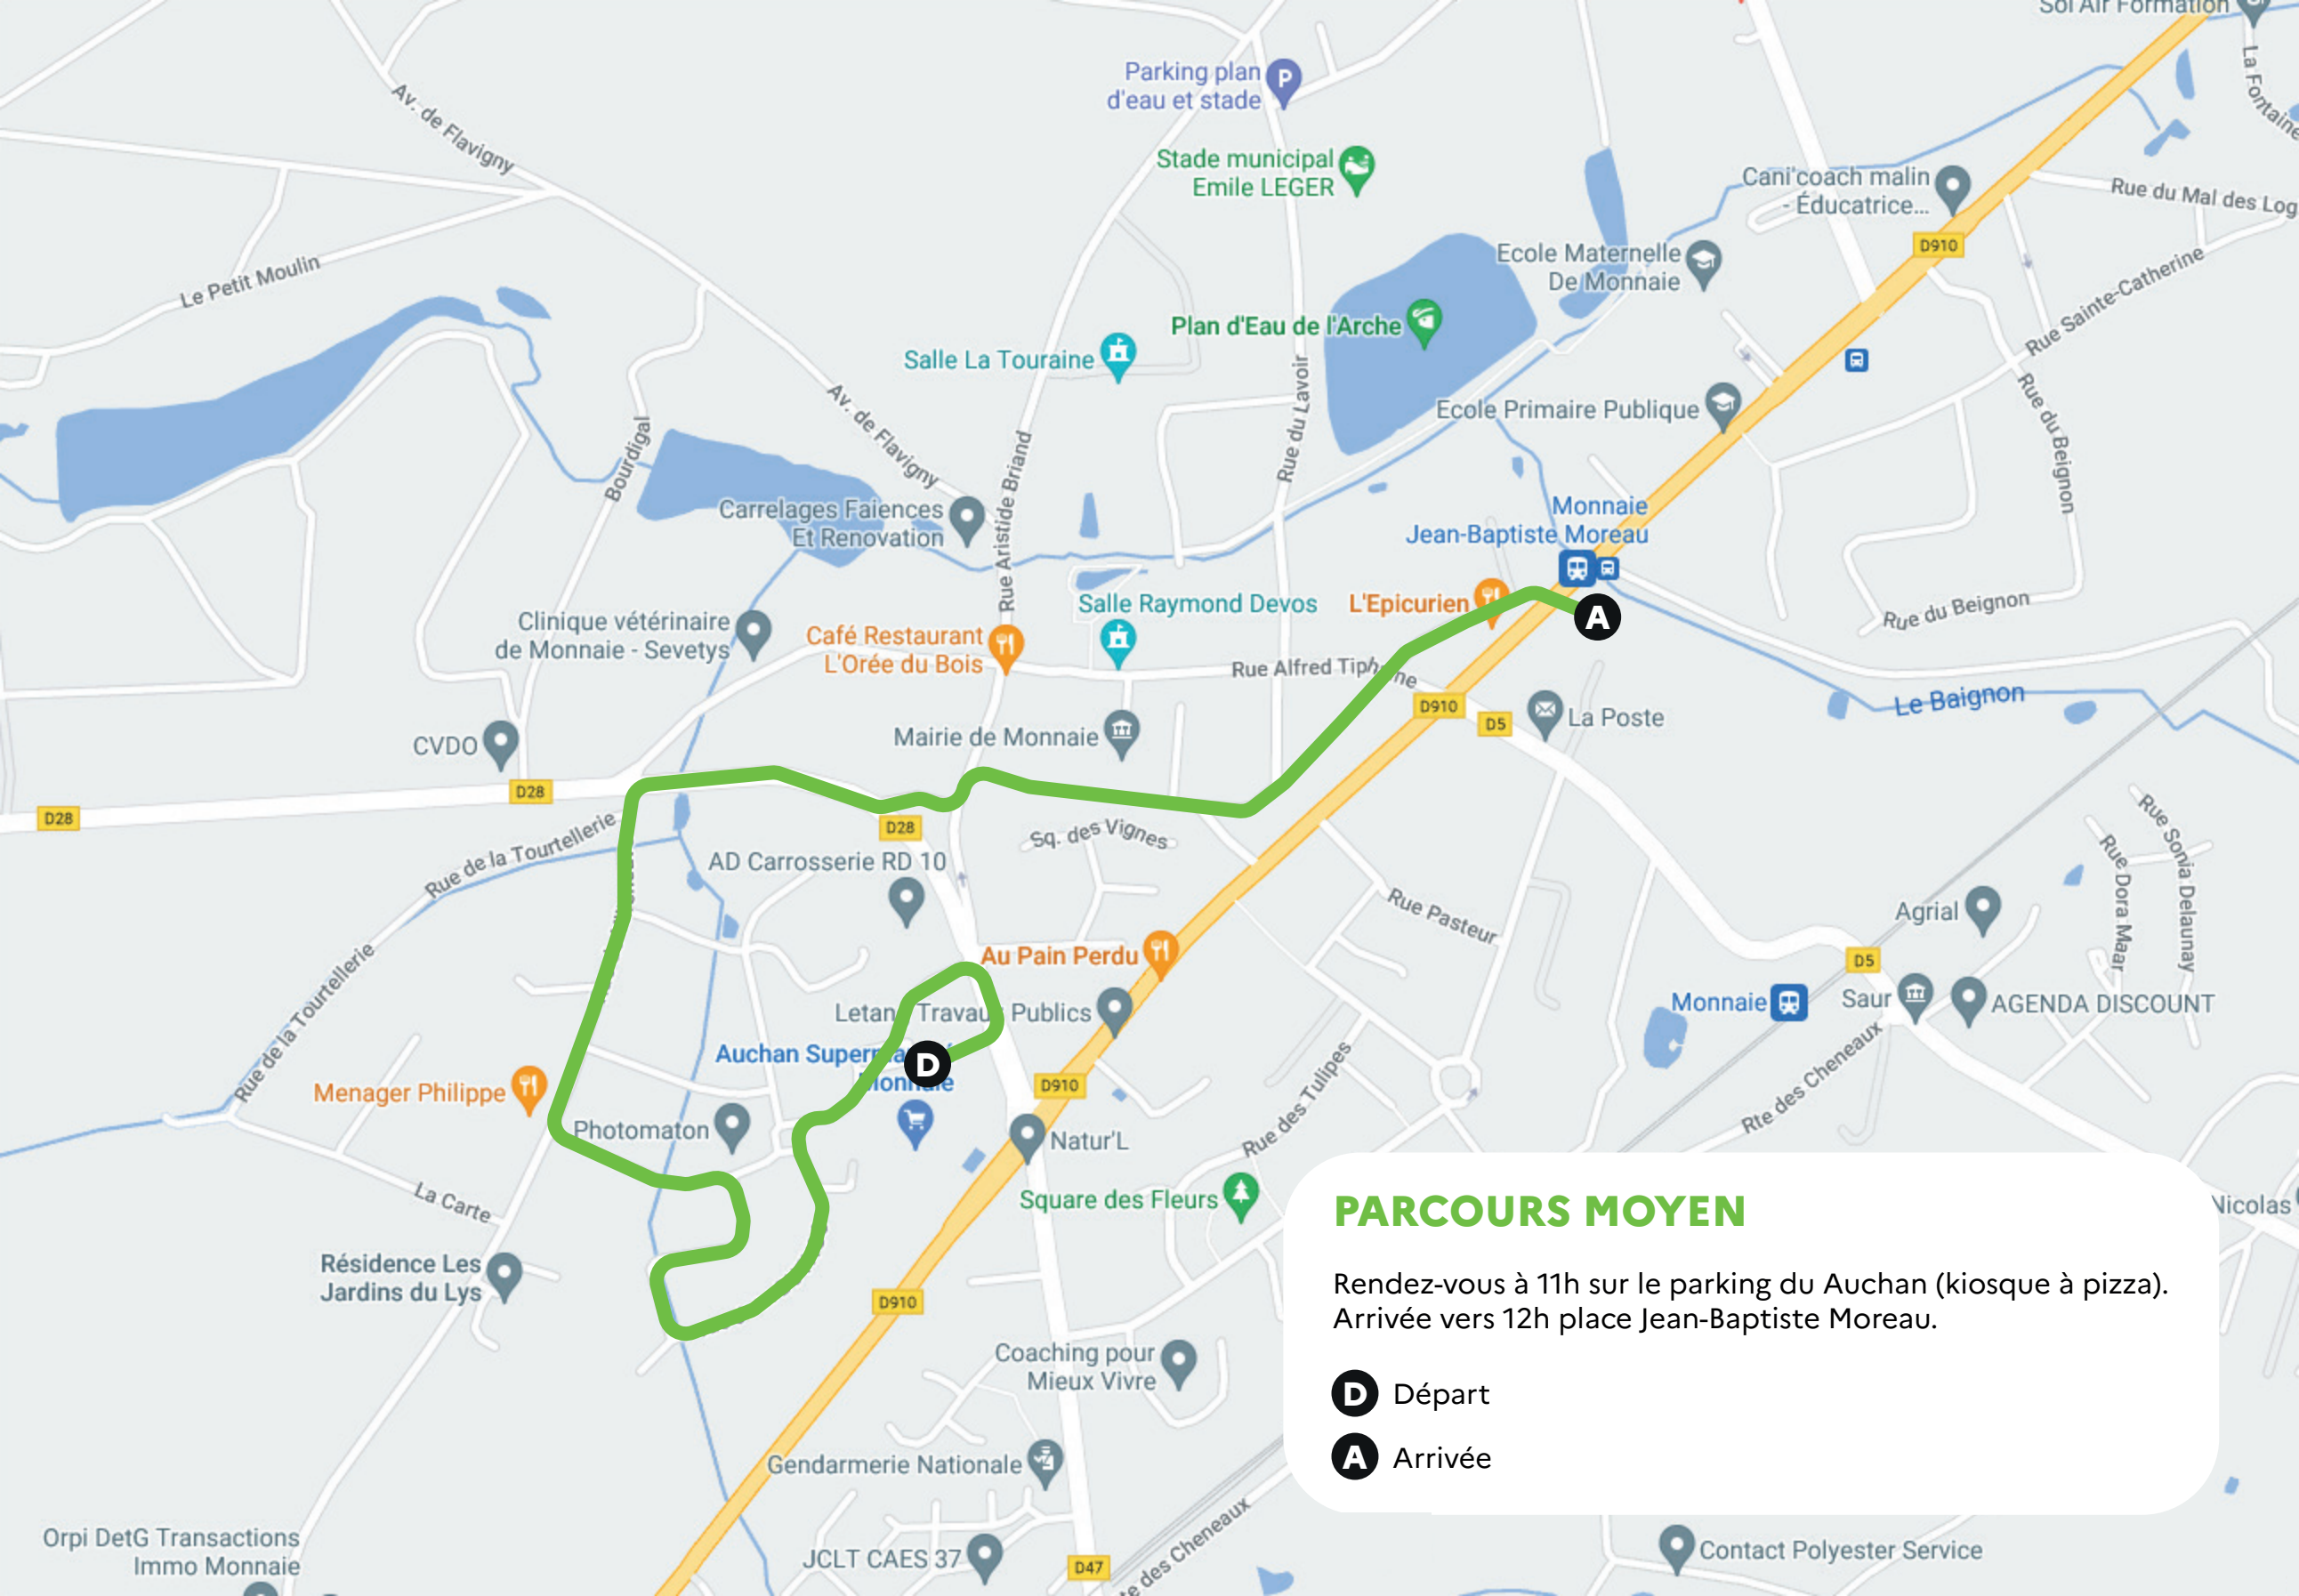 Sol Air Formation
La Fontaine
Parking plan
d'eau et stade
Av. de Flavigny
Stade municipal
Emile LEGER
Cani'coach malin
- Éducatrice...
Rue du Mal des Log
D910
Ecole Maternelle
De Monnaie
Le Petit Moulin
Rue Sainte-Catherine
Plan d'Eau de l'Arche
Salle La Touraine
Rue du Lavoir
Av. de Flavigny
Ecole Primaire Publique
Rue du Beignon
Bourdigal
Rue Aristide Briand
Carrelages Faiences
Et Renovation
Monnaie
Jean-Baptiste Moreau
Salle Raymond Devos
L'Epicurien
A
Rue du Beignon
Clinique vétérinaire
de Monnaie - Sevetys
Café Restaurant
L'Orée du Bois
Rue Alfred Tiph
ne
Le Baignon
D910
D5
La Poste
CVDO
Mairie de Monnaie
D28
D28
D28
Rue de la Tourtellerie
Sq. des Vignes
AD Carrosserie RD 10
Rue Sonia Delaunay
Rue Dora Maar
Rue Pasteur
Agrial
Au Pain Perdu
D5
Rue de la Tourtellerie
Letan
Travau
Publics
Monnaie
Saur
AGENDA DISCOUNT
Auchan Superma
D
Monnaie
D910
Rue des Tulipes
Rte des Cheneaux
Menager Philippe
Photomaton
Natur'L
La Carte
Square des Fleurs
Nicolas
Résidence Les
Jardins du Lys
D910
PARCOURS MOYEN
Rendez-vous à 11h sur le parking du Auchan (kiosque à pizza).
Arrivée vers 12h place Jean-Baptiste Moreau.
D Départ
A Arrivée
Coaching pour
Mieux Vivre
Gendarmerie Nationale
Orpi DetG Transactions
Immo Monnaie
JCLT CAES 37
D47
te des Cheneaux
Contact Polyester Service